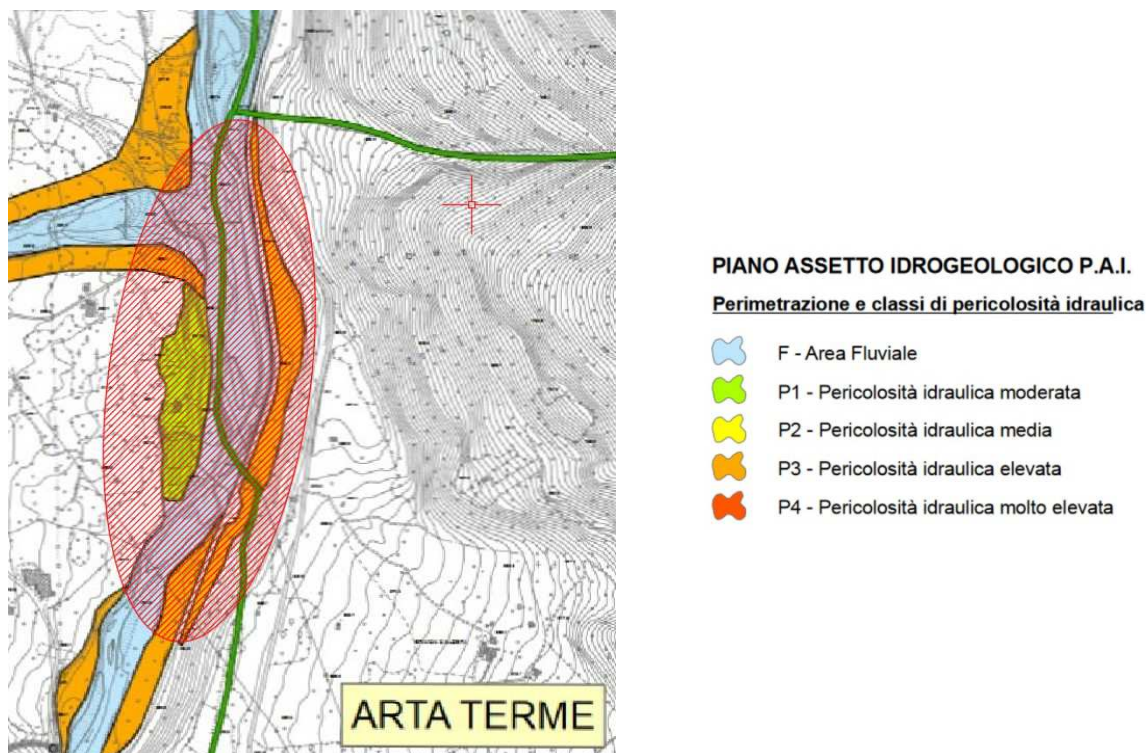 ARTA TERME
PIANO ASSETTO IDROGEOLOGICO P.A.I.
Perimetrazione e classi di pericolosità idraulica
F - Area Fluviale
P1 - Pericolosità idraulica moderata
P2 - Pericolosità idraulica media
P3 - Pericolosità idraulica elevata
P4 - Pericolosità idraulica molto elevata